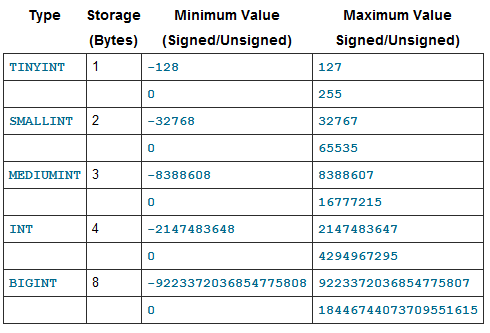 Type Storage Minimum Value Maximum Value
(Bytes) (Signed/Unsigned) Signed/Unsigned)
TINYINT 1 -128 127
0 255
SMALLINT 2 -32768 32767
0 65535
MEDIUMINT 3 -8388608 8388607
0 16777215
INT 4 -2147483648 2147483647
0 4294967295
BIGINT 8 -9223372036854775808 9223372036854775807
0 18446744073709551615